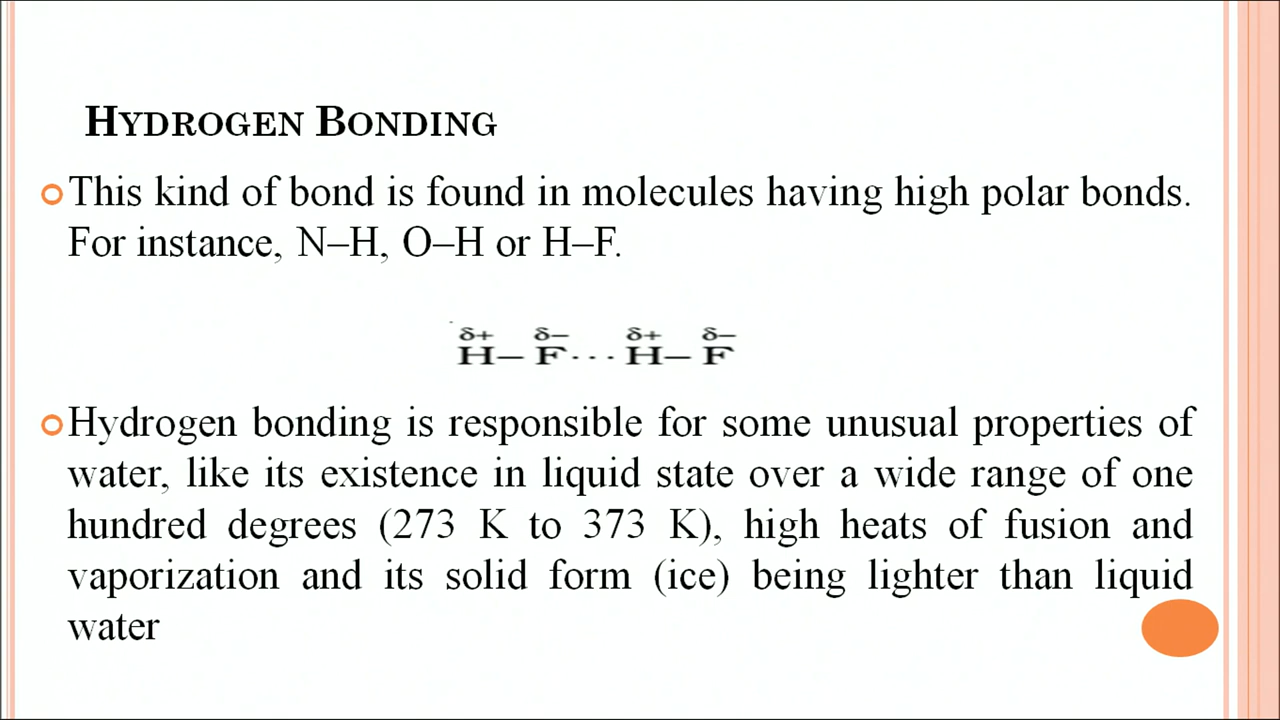 HYDROGEN BONDING
This kind of bond is found in molecules having high polar bonds.
For instance, N–H, O–H or H–F.
δ+ δ– δ+ δ–
H – F ··· H – F
Hydrogen bonding is responsible for some unusual properties of
water, like its existence in liquid state over a wide range of one
hundred degrees (273 K to 373 K), high heats of fusion and
vaporization and its solid form (ice) being lighter than liquid
water